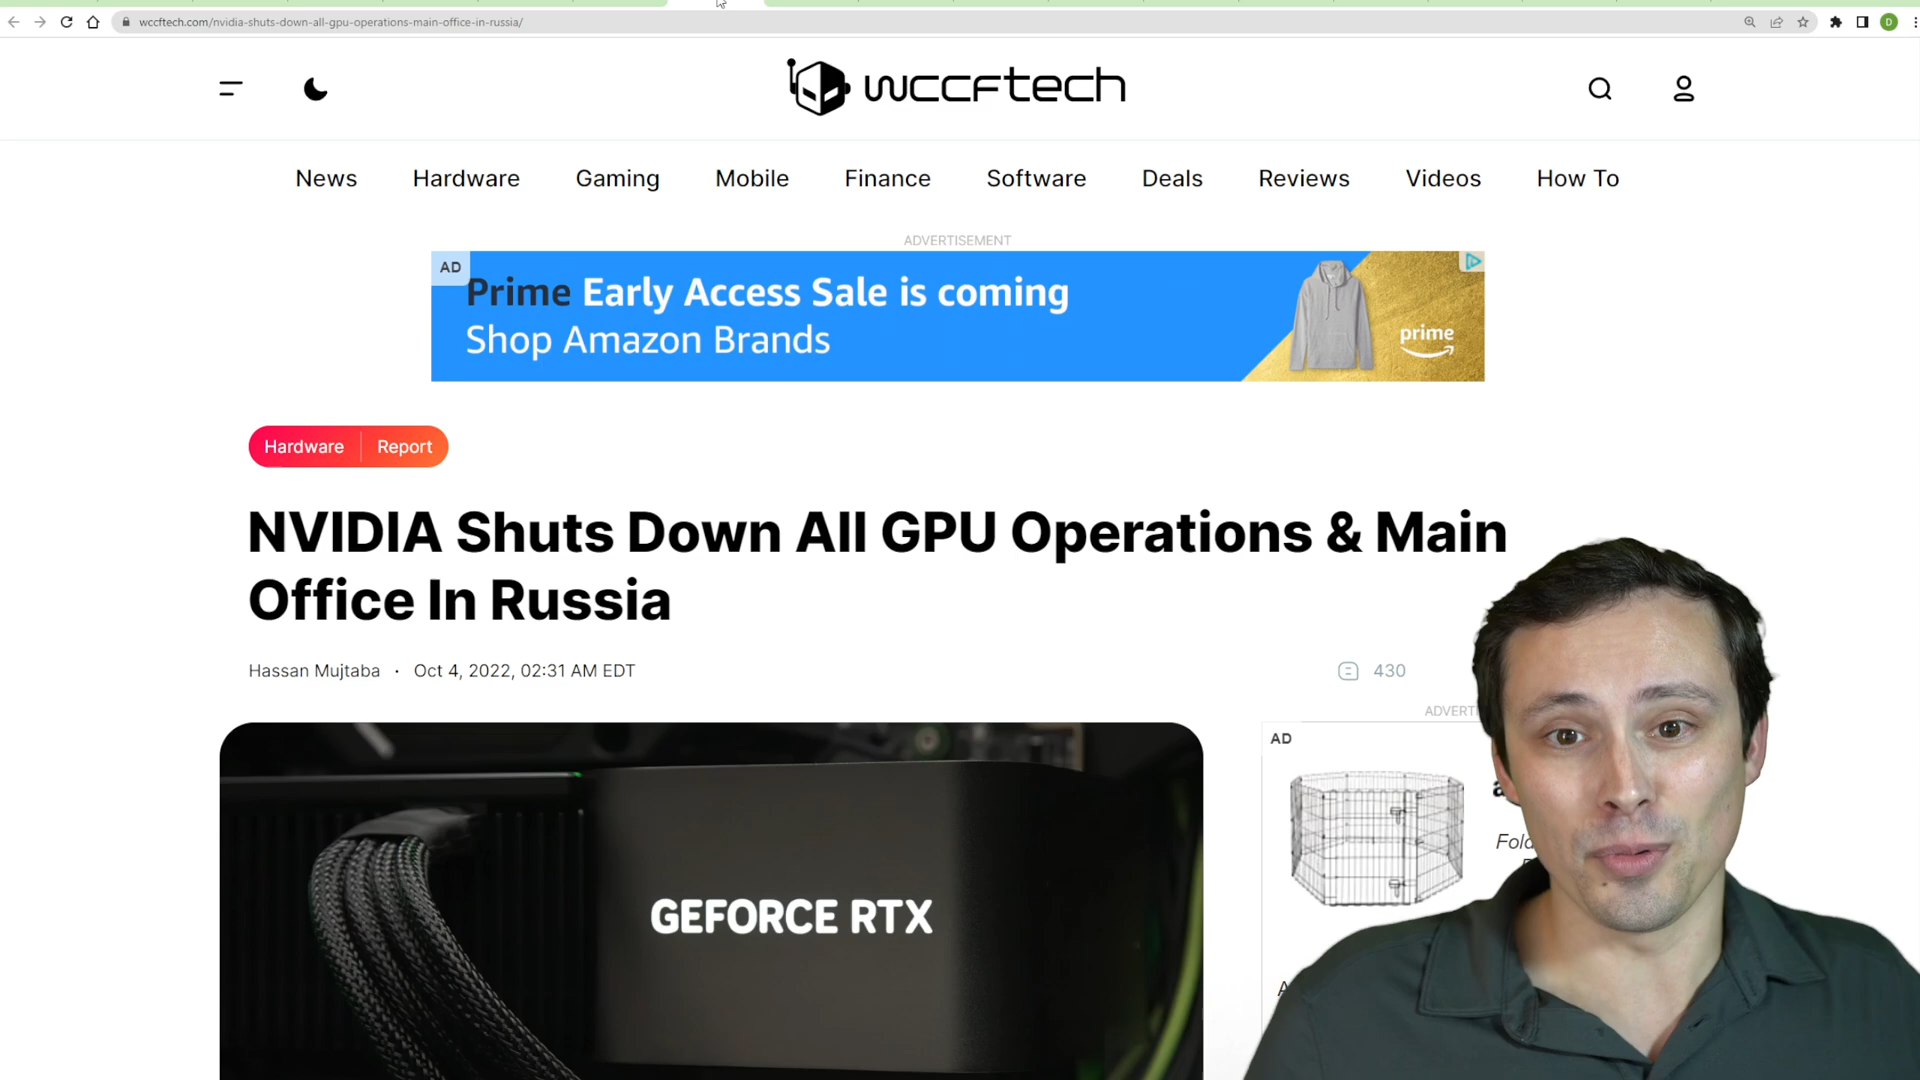 wccftech.com/nvidia-shuts-down-all-gpu-operations-main-office-in-russia/
D
wccftech
News Hardware Gaming Mobile Finance Software Deals Reviews Videos How To
ADVERTISEMENT
AD
Prime Early Access Sale is coming
Shop Amazon Brands
prime
Hardware Report
NVIDIA Shuts Down All GPU Operations & Main
Office In Russia
Hassan Mujtaba · Oct 4, 2022, 02:31 AM EDT
430
AD
GEFORCE RTX